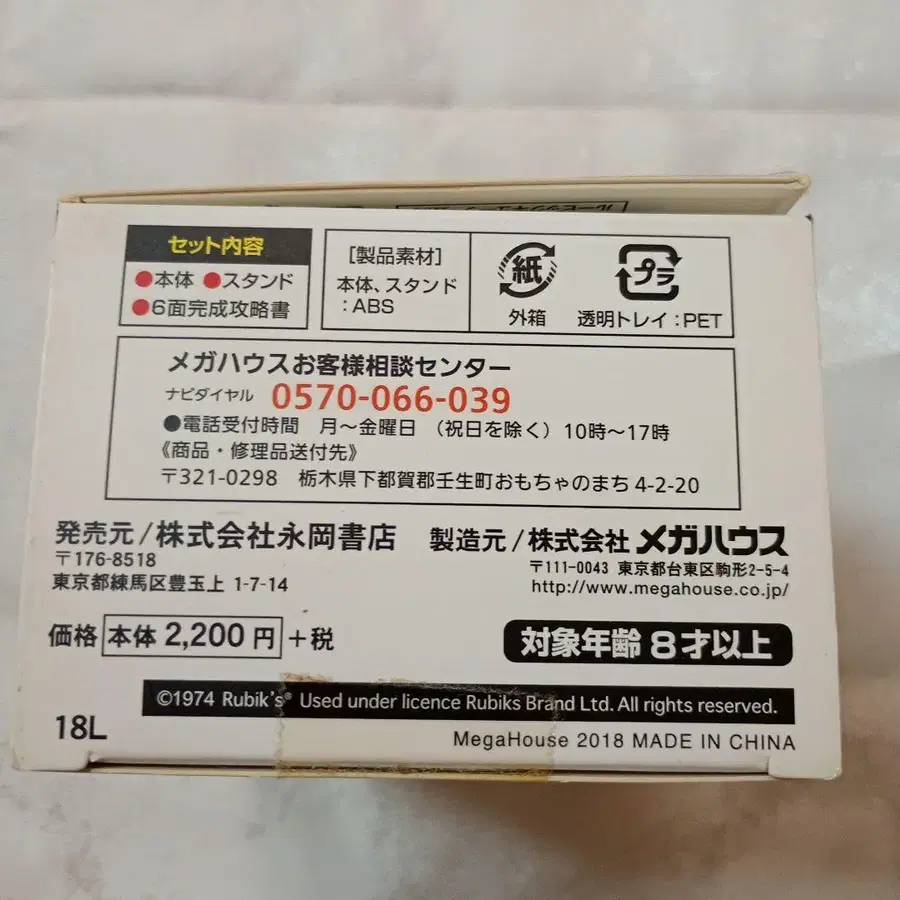 セット内容
●本体 ●スタンド
●6面完成攻略書
［製品素材］
本体、スタンド
：ABS
紙
外箱
プラ
透明トレイ：PET
メガハウスお客様相談センター
ナビダイヤル 0570-066-039
●電話受付時間 月～金曜日 （祝日を除く）10時～17時
《商品・修理品送付先》
〒321-0298 栃木県下都賀郡壬生町おもちゃのまち4-2-20
発売元/株式会社永岡書店
〒176-8518
東京都練馬区豊玉上 1-7-14
製造元/株式会社 メガハウス
〒111-0043 東京都台東区駒形2-5-4
http://www.megahouse.co.jp/
価格 本体 2,200 円 +税
対象年齢 8才以上
©1974 Rubik's® Used under licence Rubiks Brand Ltd. All rights reserved.
18L
MegaHouse 2018 MADE IN CHINA